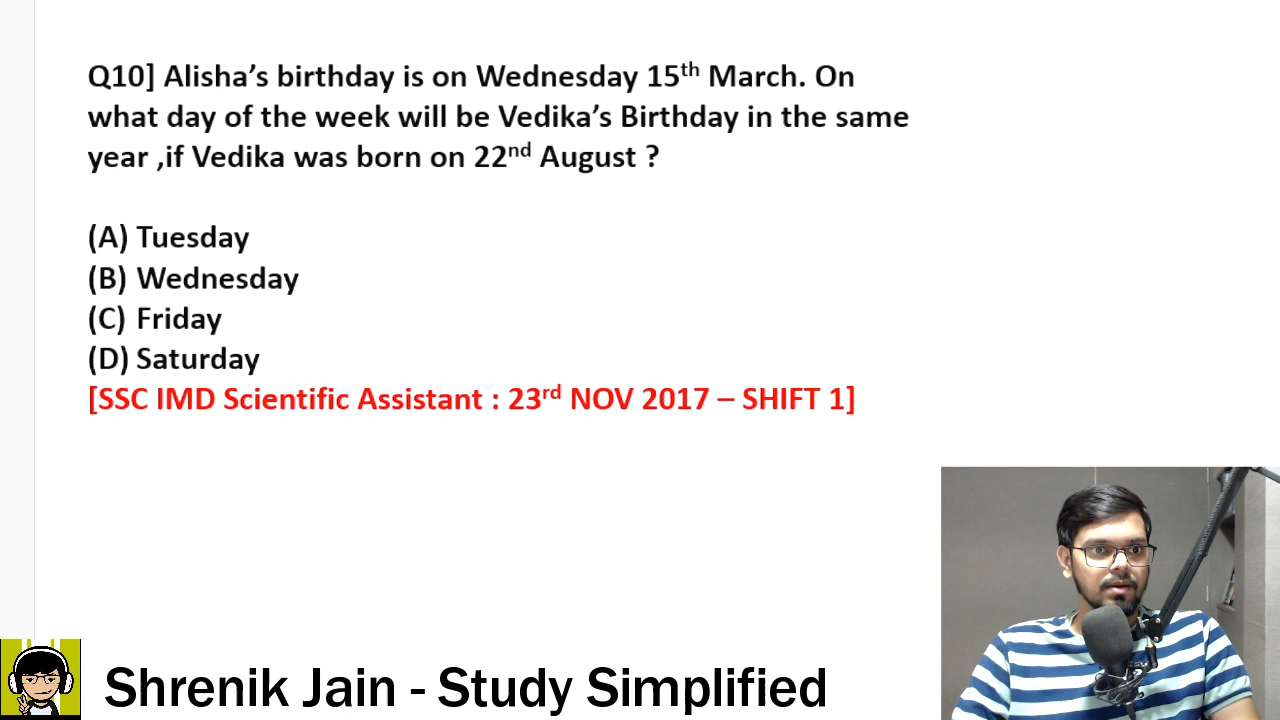 Q10] Alisha's birthday is on Wednesday 15th March. On
what day of the week will be Vedika's Birthday in the same
year ,if Vedika was born on 22nd August ?
(A) Tuesday
(B) Wednesday
(C) Friday
(D) Saturday
[SSC IMD Scientific Assistant : 23rd NOV 2017 – SHIFT 1]
Shrenik Jain - Study Simplified